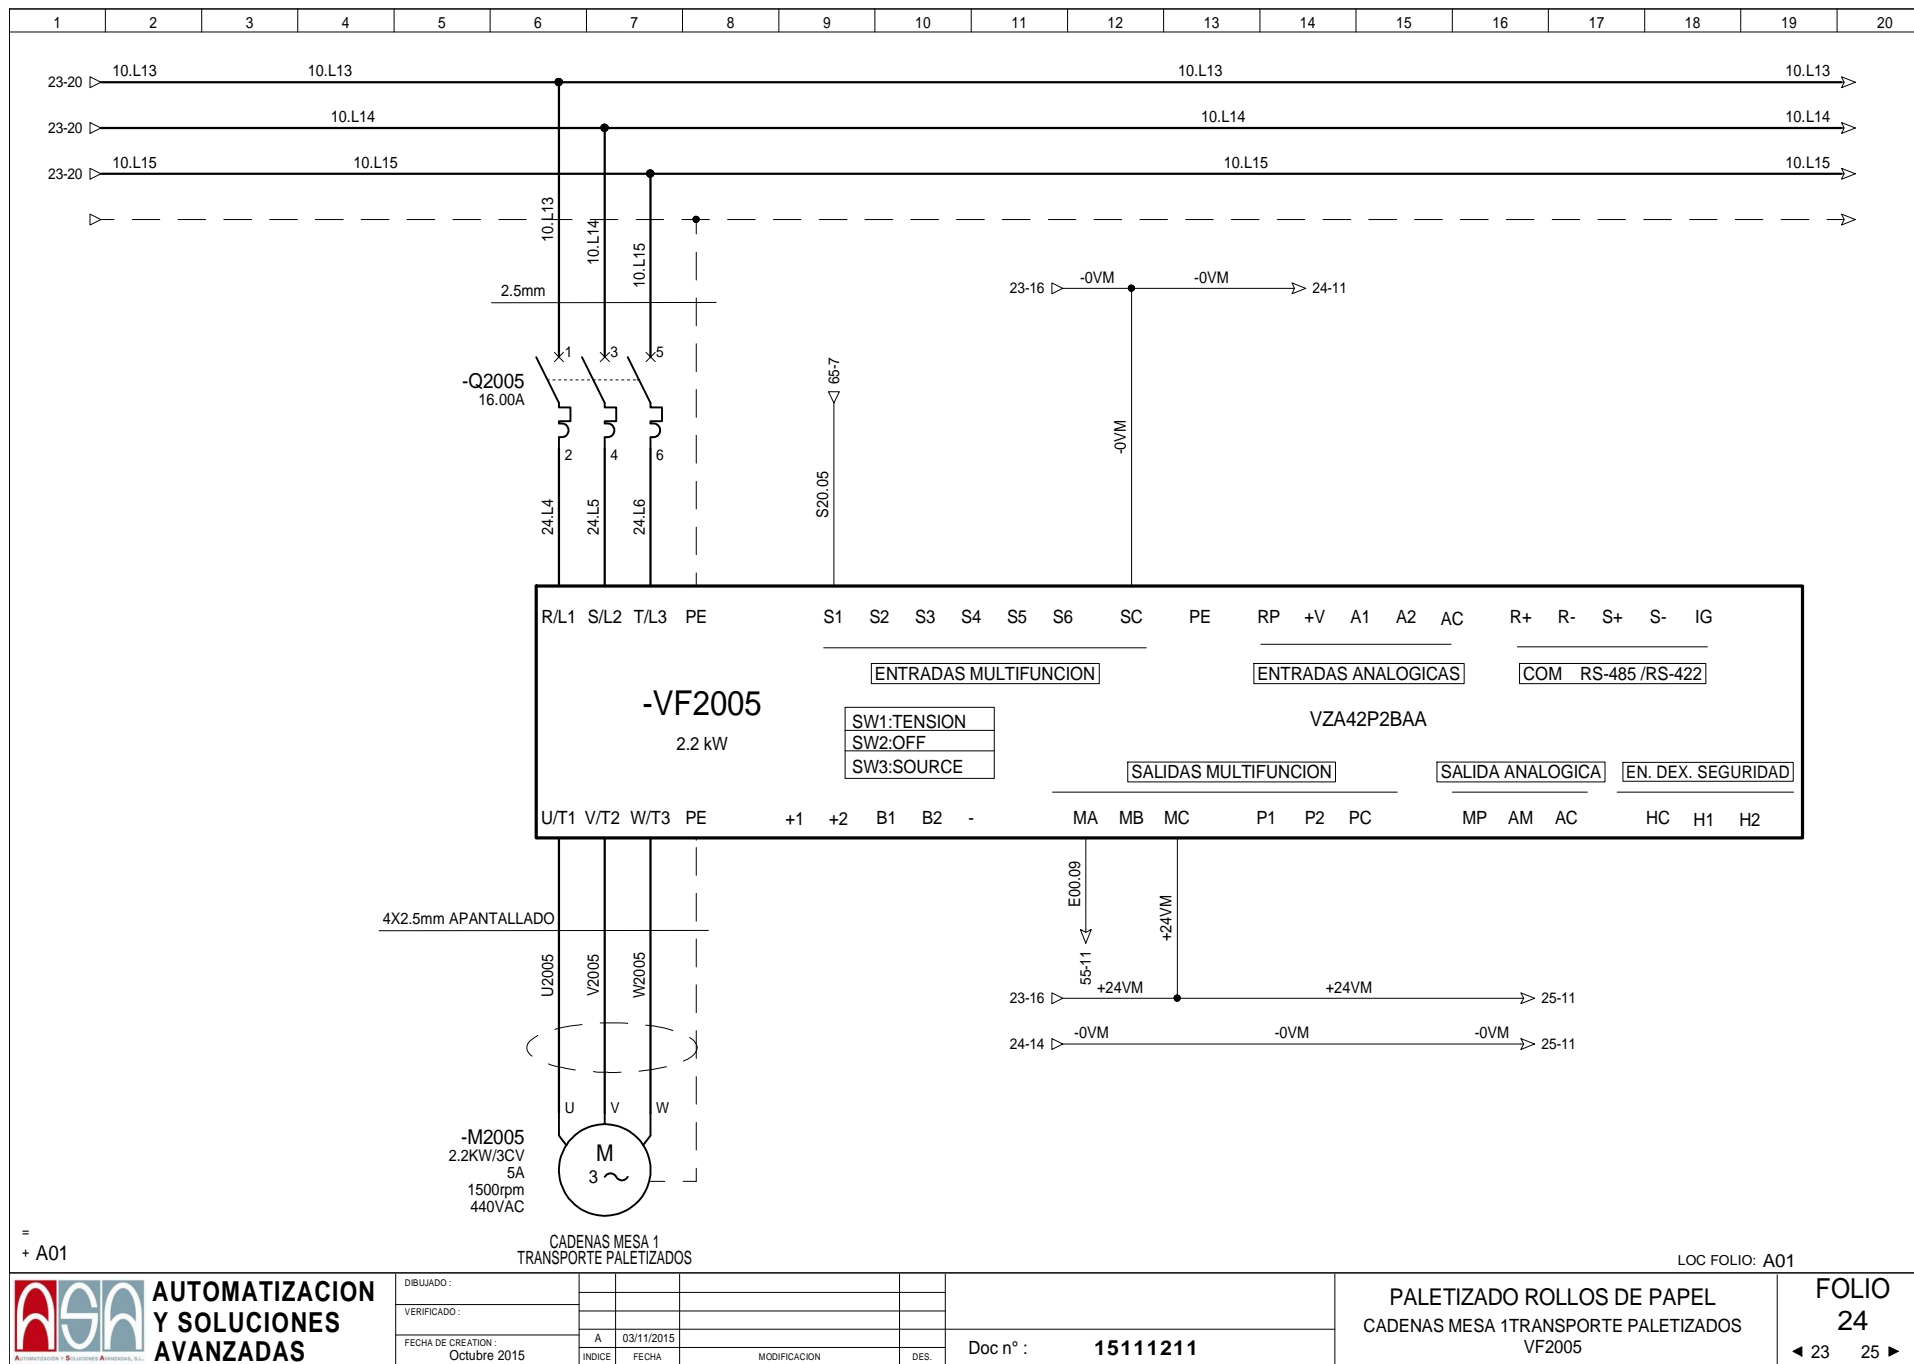 1 2 3 4 5 6 7 8 9 10 11 12 13 14 15 16 17 18 19 20
10.L13 10.L13 10.L13 10.L13
23-20
10.L14 10.L14 10.L14
23-20
10.L15 10.L15 10.L15 10.L15
23-20
10.L13
10.L14
10.L15
2.5mm
23-16 -0VM -0VM 24-11
1 3 5
-Q2005
16.00A
2 4 6
65-7
S20.05
-0VM
24.L4 24.L5 24.L6
R/L1 S/L2 T/L3 PE S1 S2 S3 S4 S5 S6 SC PE RP +V A1 A2 AC R+ R- S+ S- IG
ENTRADAS MULTIFUNCION ENTRADAS ANALOGICAS COM RS-485 /RS-422
-VF2005
2.2 kW
SW1:TENSION
SW2:OFF
SW3:SOURCE
VZA42P2BAA
SALIDAS MULTIFUNCION SALIDA ANALOGICA EN. DEX. SEGURIDAD
U/T1 V/T2 W/T3 PE +1 +2 B1 B2 - MA MB MC P1 P2 PC MP AM AC HC H1 H2
E00.09
55-11
+24VM
4X2.5mm APANTALLADO
U2005 V2005 W2005
23-16 +24VM +24VM 25-11
24-14 -0VM -0VM -0VM 25-11
U V W
-M2005
2.2KW/3CV
5A
1500rpm
440VAC
M
3
CADENAS MESA 1
TRANSPORTE PALETIZADOS
=
+ A01
LOC FOLIO: A01
ASA
AUTOMATIZACION Y SOLUCIONES AVANZADAS, S.L.
AUTOMATIZACION
Y SOLUCIONES
AVANZADAS
DIBUJADO :
VERIFICADO :
FECHA DE CREATION :
Octubre 2015
A 03/11/2015
INDICE FECHA MODIFICACION DES.
Doc n° : 15111211
PALETIZADO ROLLOS DE PAPEL
CADENAS MESA 1TRANSPORTE PALETIZADOS
VF2005
FOLIO
24
23 25